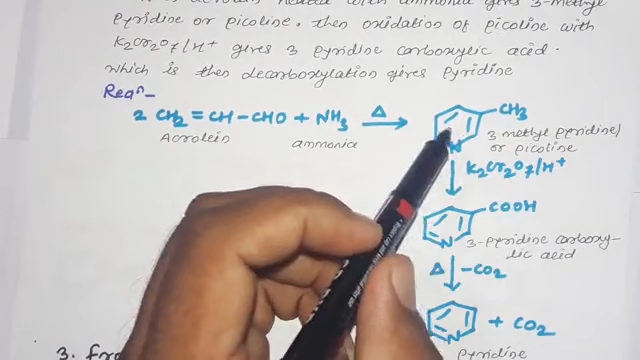 heated with ammonia gives 3-methyl
pyridine or picoline. then oxidation of picoline with
K2Cr2O7/H+ gives 3 pyridine carboxylic acid.
which is then decarboxylation gives pyridine
Reaⁿ-
2 CH2=CH-CHO + NH3 Δ → CH3
N
Acrolein ammonia 3 methyl pyridine/
or picoline
K2Cr2O7/H+
COOH
N
3-pyridine carboxy-
lic acid
Δ -CO2
N + CO2
pyridine
3.